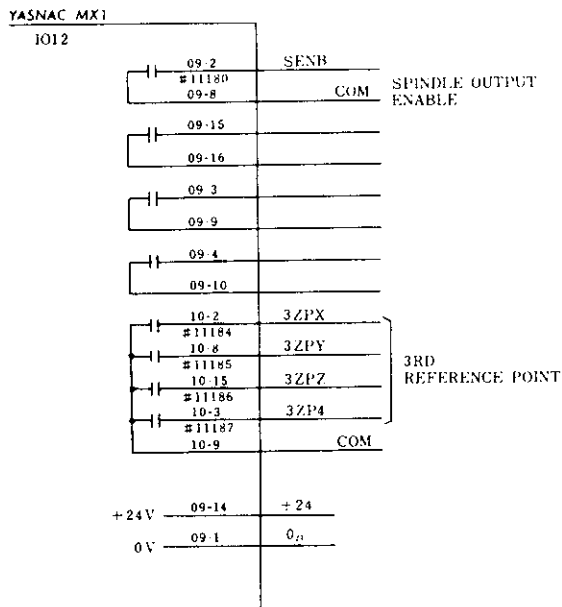 YASNAC MX1
IO12
09-2 SENB
#11180
09-8 COM
SPINDLE OUTPUT
ENABLE
09-15
09-16
09-3
09-9
09-4
09-10
10-2 3ZPX
#11184
10-8 3ZPY
#11185
10-15 3ZPZ
#11186
10-3 3ZP4
#11187
10-9 COM
3RD
REFERENCE POINT
+24V 09-14 +24
0V 09-1